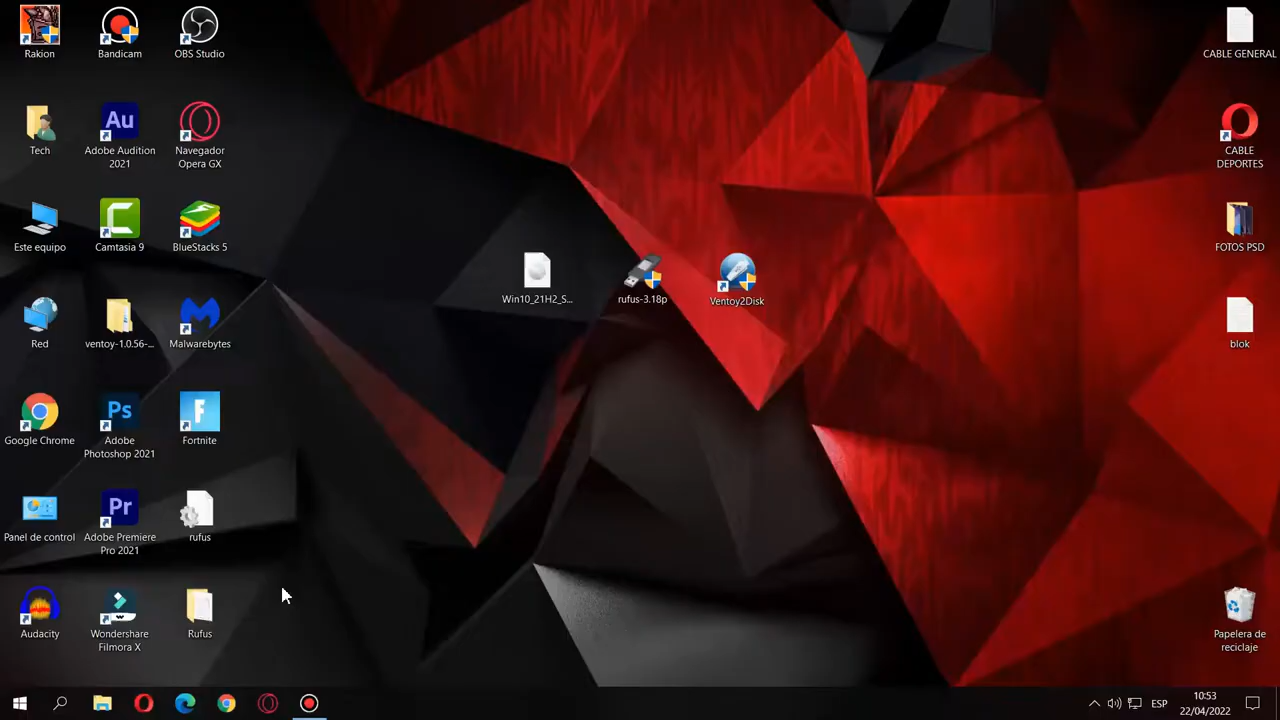 Rakion
Bandicam
OBS Studio
CABLE GENERAL
Tech
Au
Adobe Audition
2021
Navegador
Opera GX
CABLE
DEPORTES
Este equipo
Camtasia 9
BlueStacks 5
FOTOS PSD
Win10_21H2_S...
rufus-3.18p
Ventoy2Disk
Red
ventoy-1.0.56-...
Malwarebytes
blok
Google Chrome
Ps
Adobe
Photoshop 2021
F
Fortnite
Panel de control
Pr
Adobe Premiere
Pro 2021
rufus
Audacity
Wondershare
Filmora X
Rufus
Papelera de
reciclaje
ESP
10:53
22/04/2022